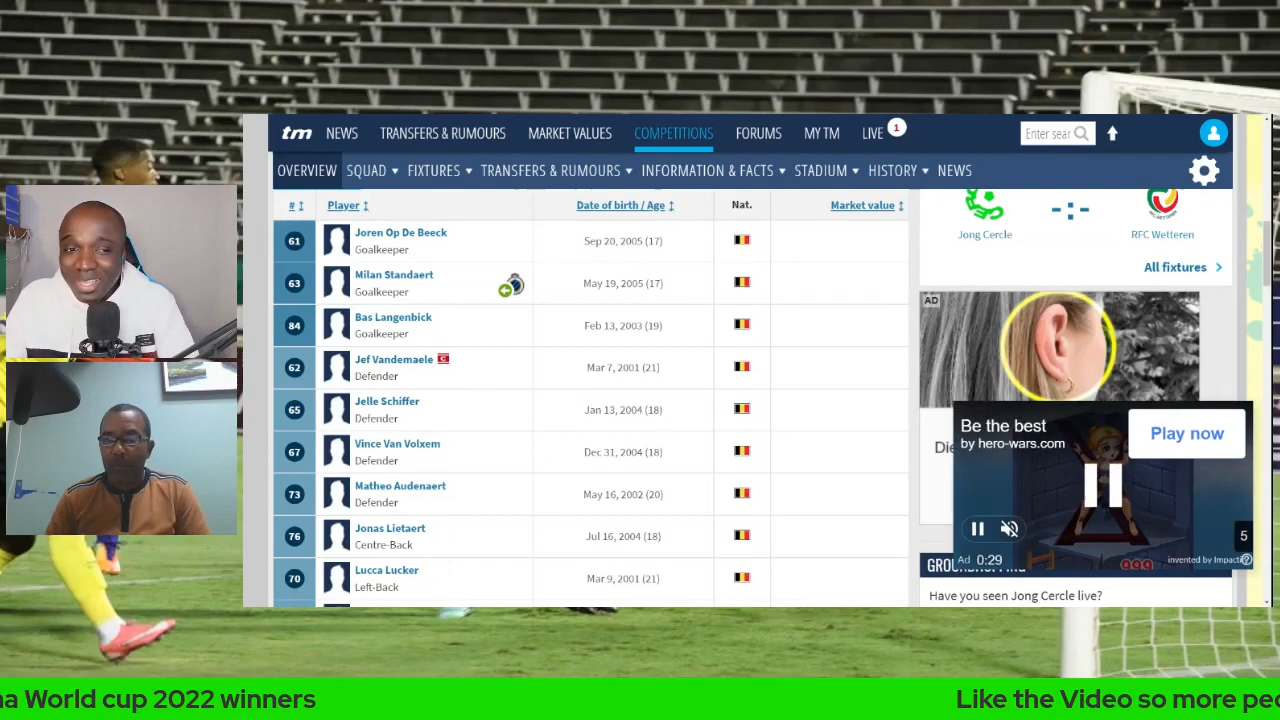 tm NEWS TRANSFERS & RUMOURS MARKET VALUES COMPETITIONS FORUMS MY TM LIVE 1 Enter sear
OVERVIEW SQUAD FIXTURES TRANSFERS & RUMOURS INFORMATION & FACTS STADIUM HISTORY NEWS
# Player Date of birth / Age Nat. Market value
61 Joren Op De Beeck Sep 20, 2005 (17)
Goalkeeper
63 Milan Standaert May 19, 2005 (17)
Goalkeeper
84 Bas Langenbick Feb 13, 2003 (19)
Goalkeeper
62 Jef Vandemaele Mar 7, 2001 (21)
Defender
65 Jelle Schiffer Jan 13, 2004 (18)
Defender
67 Vince Van Volxem Dec 31, 2004 (18)
Defender
73 Matheo Audenaert May 16, 2002 (20)
Defender
76 Jonas Lietaert Jul 16, 2004 (18)
Centre-Back
70 Lucca Lucker Mar 9, 2001 (21)
Left-Back
-:-
Jong Cercle RFC Wetteren
All fixtures
AD
Die
Be the best
by hero-wars.com
Play now
5
Ad 0:29
invented by Impacti
Have you seen Jong Cercle live?
na World cup 2022 winners
Like the Video so more peo